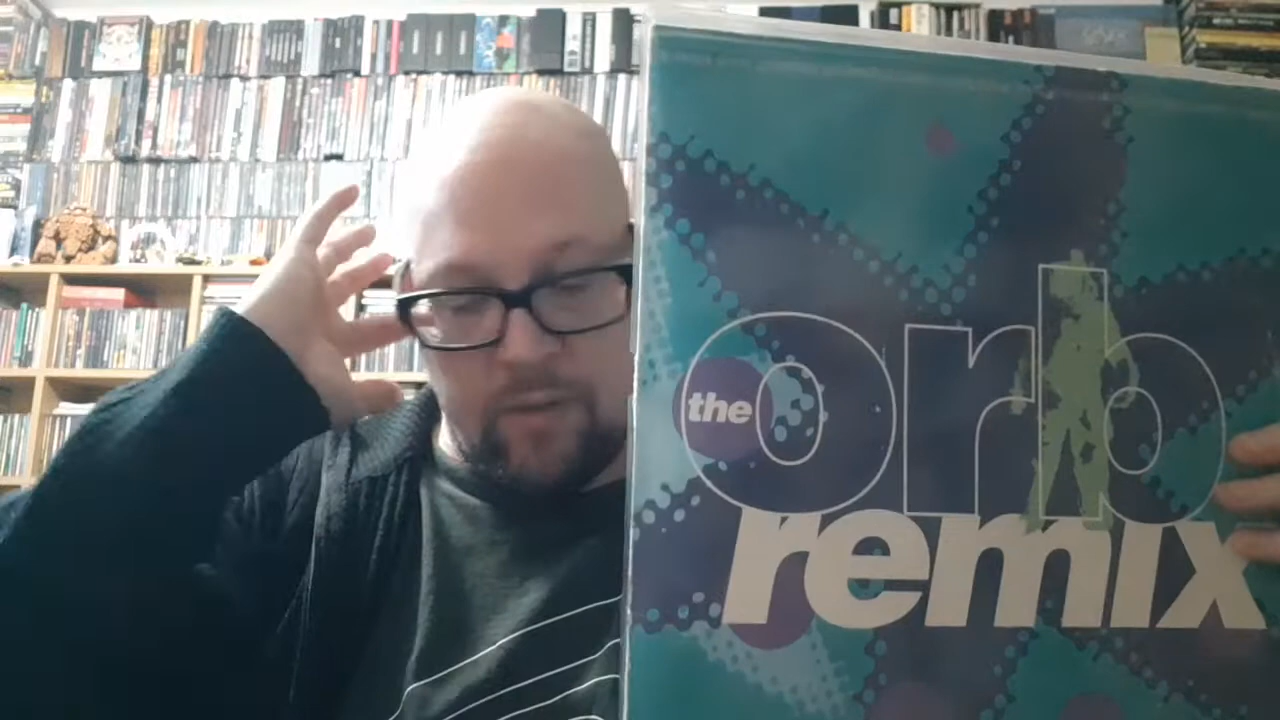 the
orb
remix